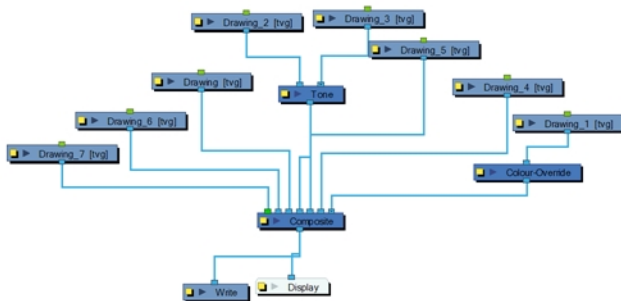 Drawing_2 [tvg]
Drawing_3 [tvg]
Drawing_5 [tvg]
Drawing [tvg]
Tone
Drawing_4 [tvg]
Drawing_6 [tvg]
Drawing_1 [tvg]
Drawing_7 [tvg]
Colour-Override
Composite
Write
Display